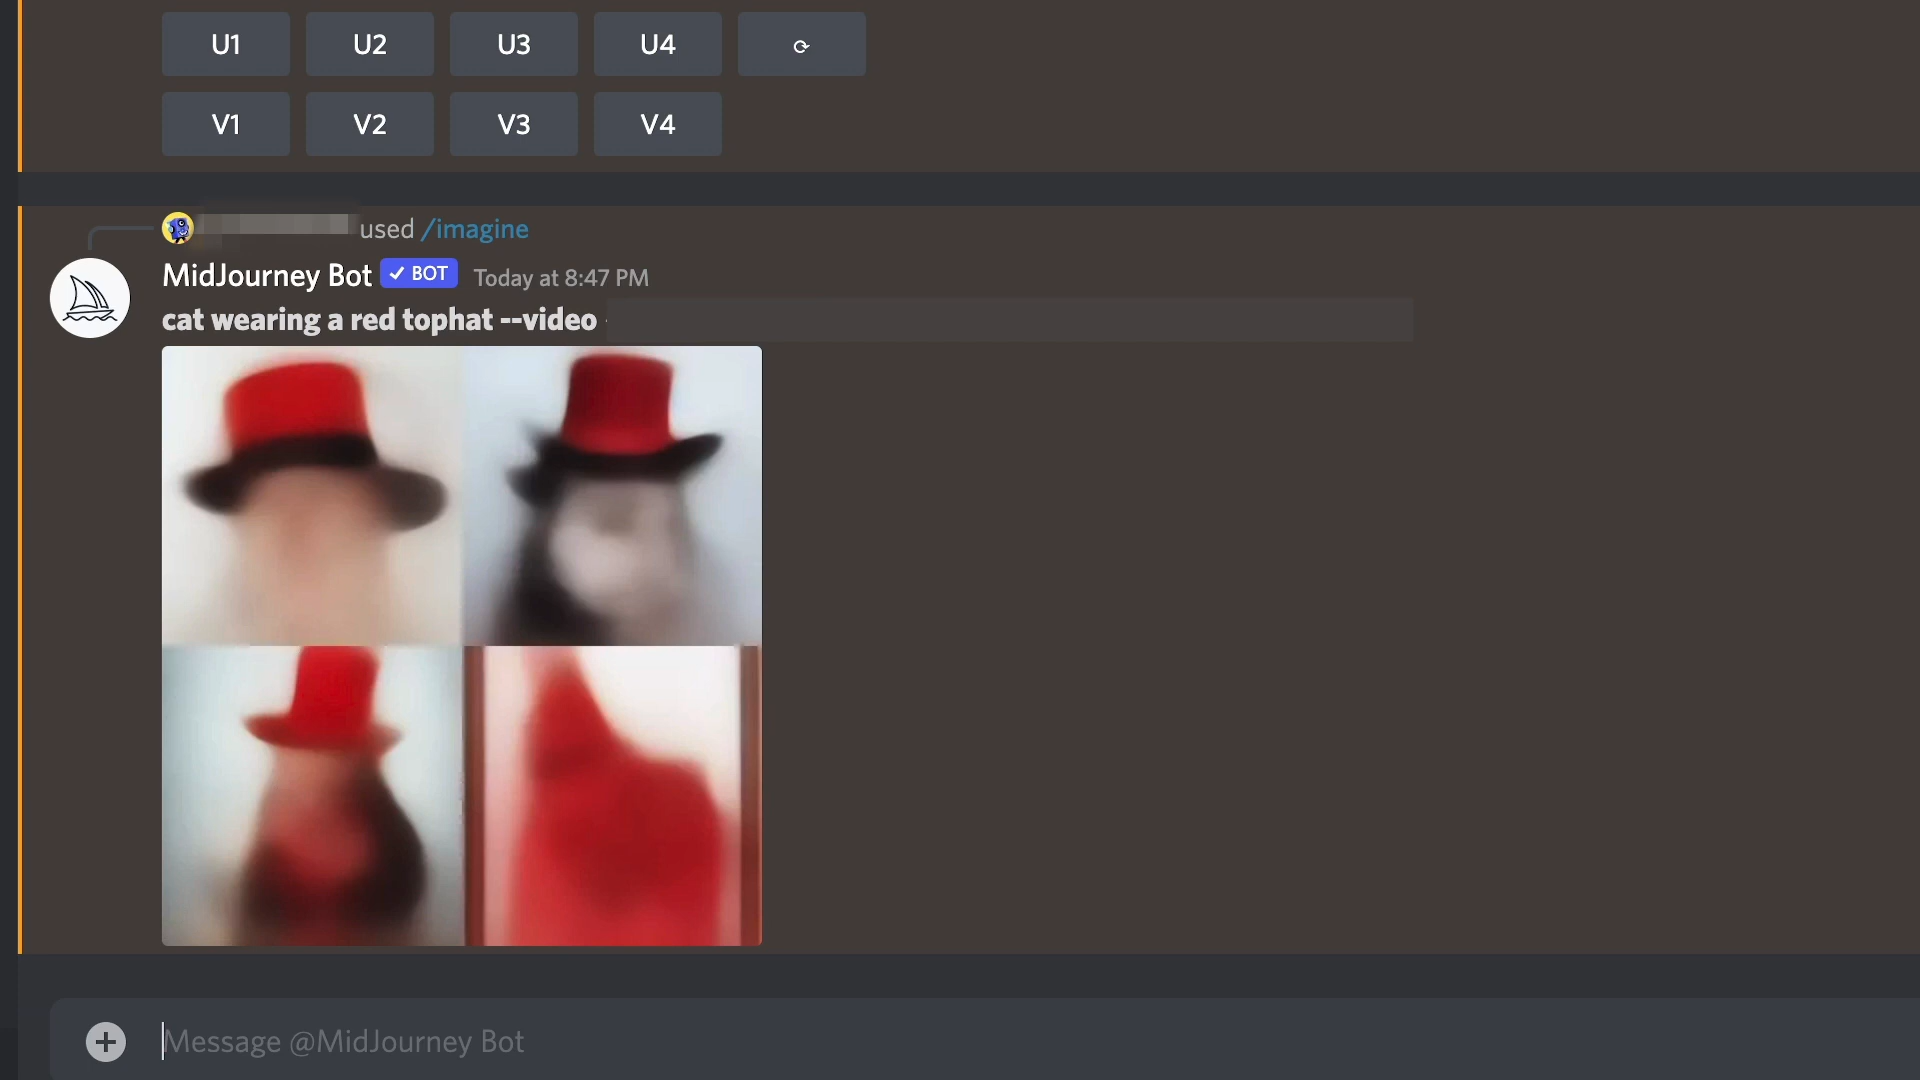 U1 U2 U3 U4
V1 V2 V3 V4
used /imagine
MidJourney Bot BOT Today at 8:47 PM
cat wearing a red tophat --video
Message @MidJourney Bot